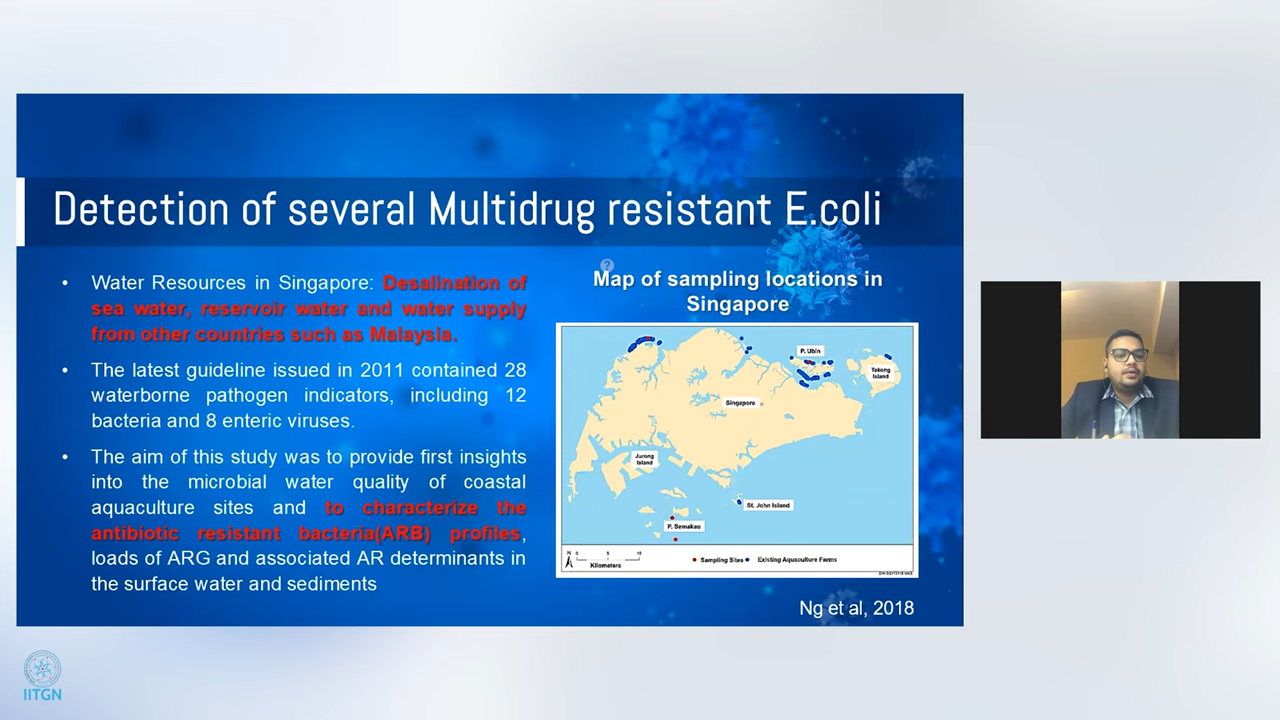 Detection of several Multidrug resistant E.coli
• Water Resources in Singapore: Desalination of
sea water, reservoir water and water supply
from other countries such as Malaysia.
• The latest guideline issued in 2011 contained 28
waterborne pathogen indicators, including 12
bacteria and 8 enteric viruses.
• The aim of this study was to provide first insights
into the microbial water quality of coastal
aquaculture sites and to characterize the
antibiotic resistant bacteria(ARB) profiles,
loads of ARG and associated AR determinants in
the surface water and sediments
Map of sampling locations in
Singapore
P. Ubin
Tekong
Island
Singapore
Jurong
Island
St. John Island
P. Semakau
N
0 5 10
Kilometers
Sampling Sites
Existing Aquaculture Farms
Ng et al, 2018
IITGN